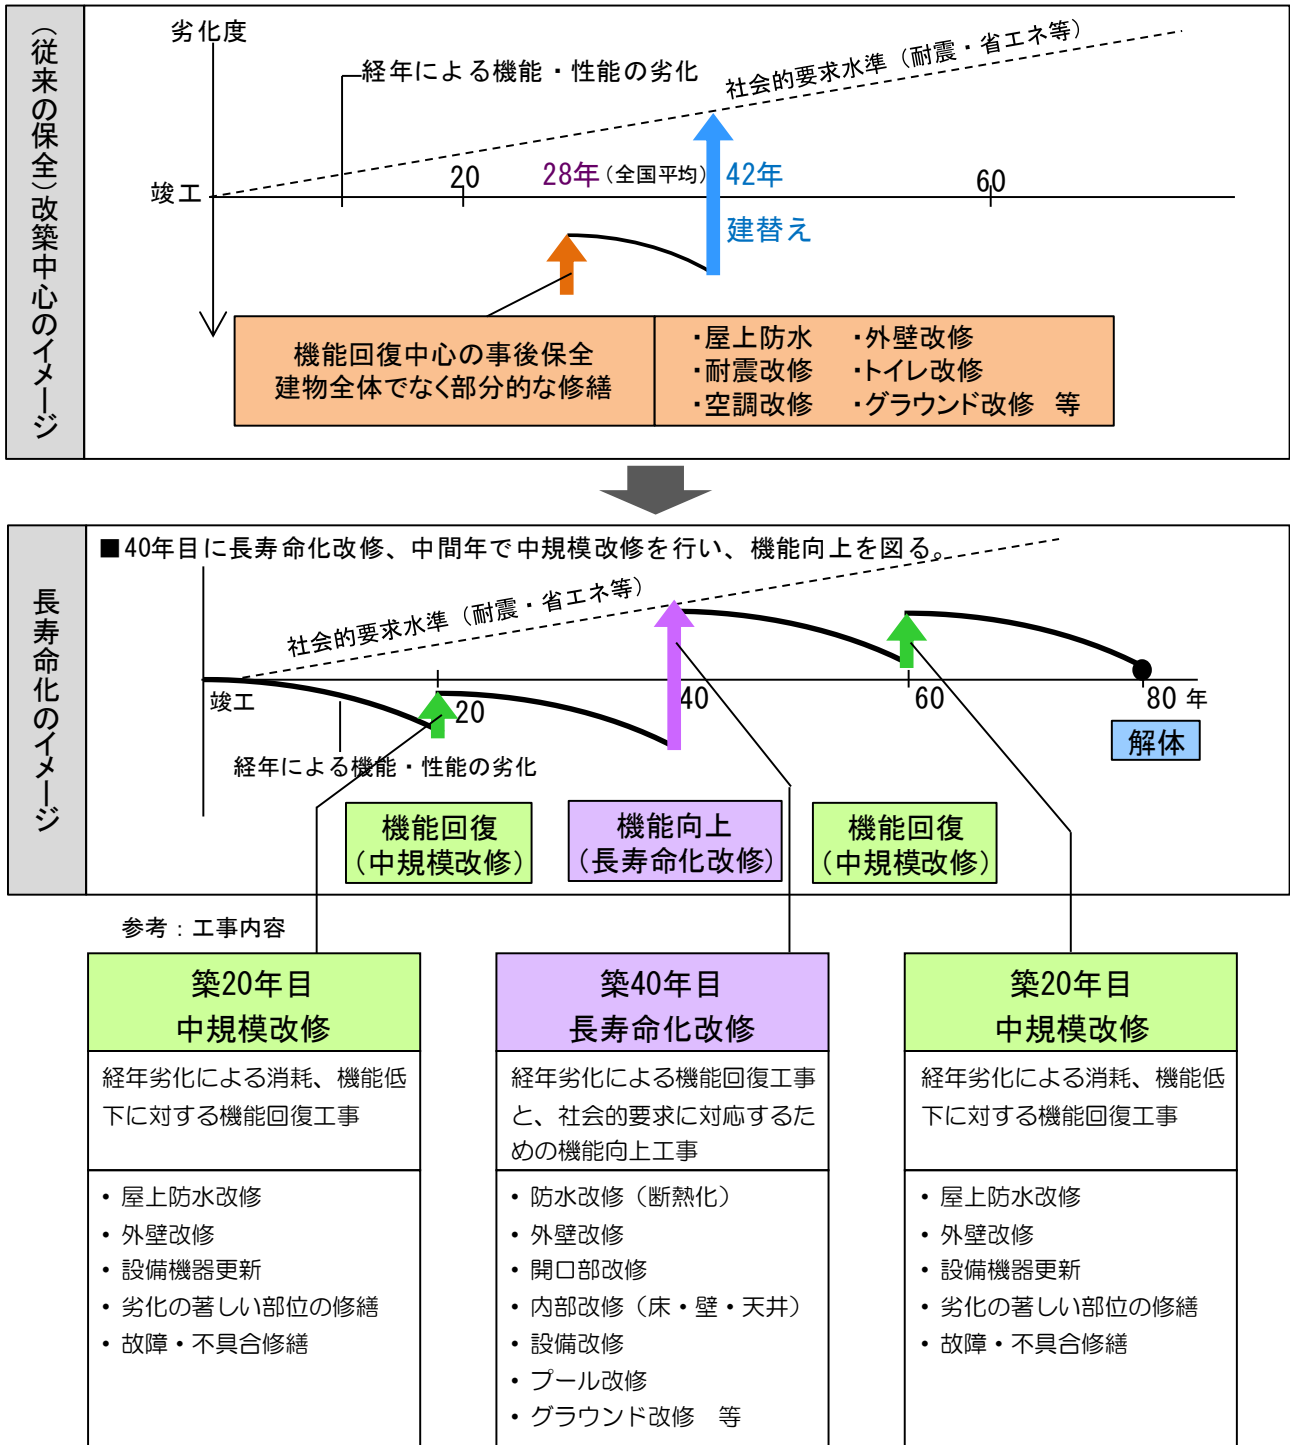 (従来の保全)改築中心のイメージ
劣化度
経年による機能・性能の劣化
社会的要求水準（耐震・省エネ等）
竣工
20
28年（全国平均）
42年
60
建替え
機能回復中心の事後保全
建物全体でなく部分的な修繕
・屋上防水　・外壁改修
・耐震改修　・トイレ改修
・空調改修　・グラウンド改修　等
長寿命化のイメージ
■40年目に長寿命化改修、中間年で中規模改修を行い、機能向上を図る。
社会的要求水準（耐震・省エネ等）
竣工
20
40
60
80 年
経年による機能・性能の劣化
解体
機能回復
（中規模改修）
機能向上
（長寿命化改修）
機能回復
（中規模改修）
参考：工事内容
築20年目
中規模改修
経年劣化による消耗、機能低
下に対する機能回復工事
• 屋上防水改修
• 外壁改修
• 設備機器更新
• 劣化の著しい部位の修繕
• 故障・不具合修繕
築40年目
長寿命化改修
経年劣化による機能回復工事
と、社会的要求に対応するた
めの機能向上工事
• 防水改修（断熱化）
• 外壁改修
• 開口部改修
• 内部改修（床・壁・天井）
• 設備改修
• プール改修
• グラウンド改修　等
築20年目
中規模改修
経年劣化による消耗、機能低
下に対する機能回復工事
• 屋上防水改修
• 外壁改修
• 設備機器更新
• 劣化の著しい部位の修繕
• 故障・不具合修繕